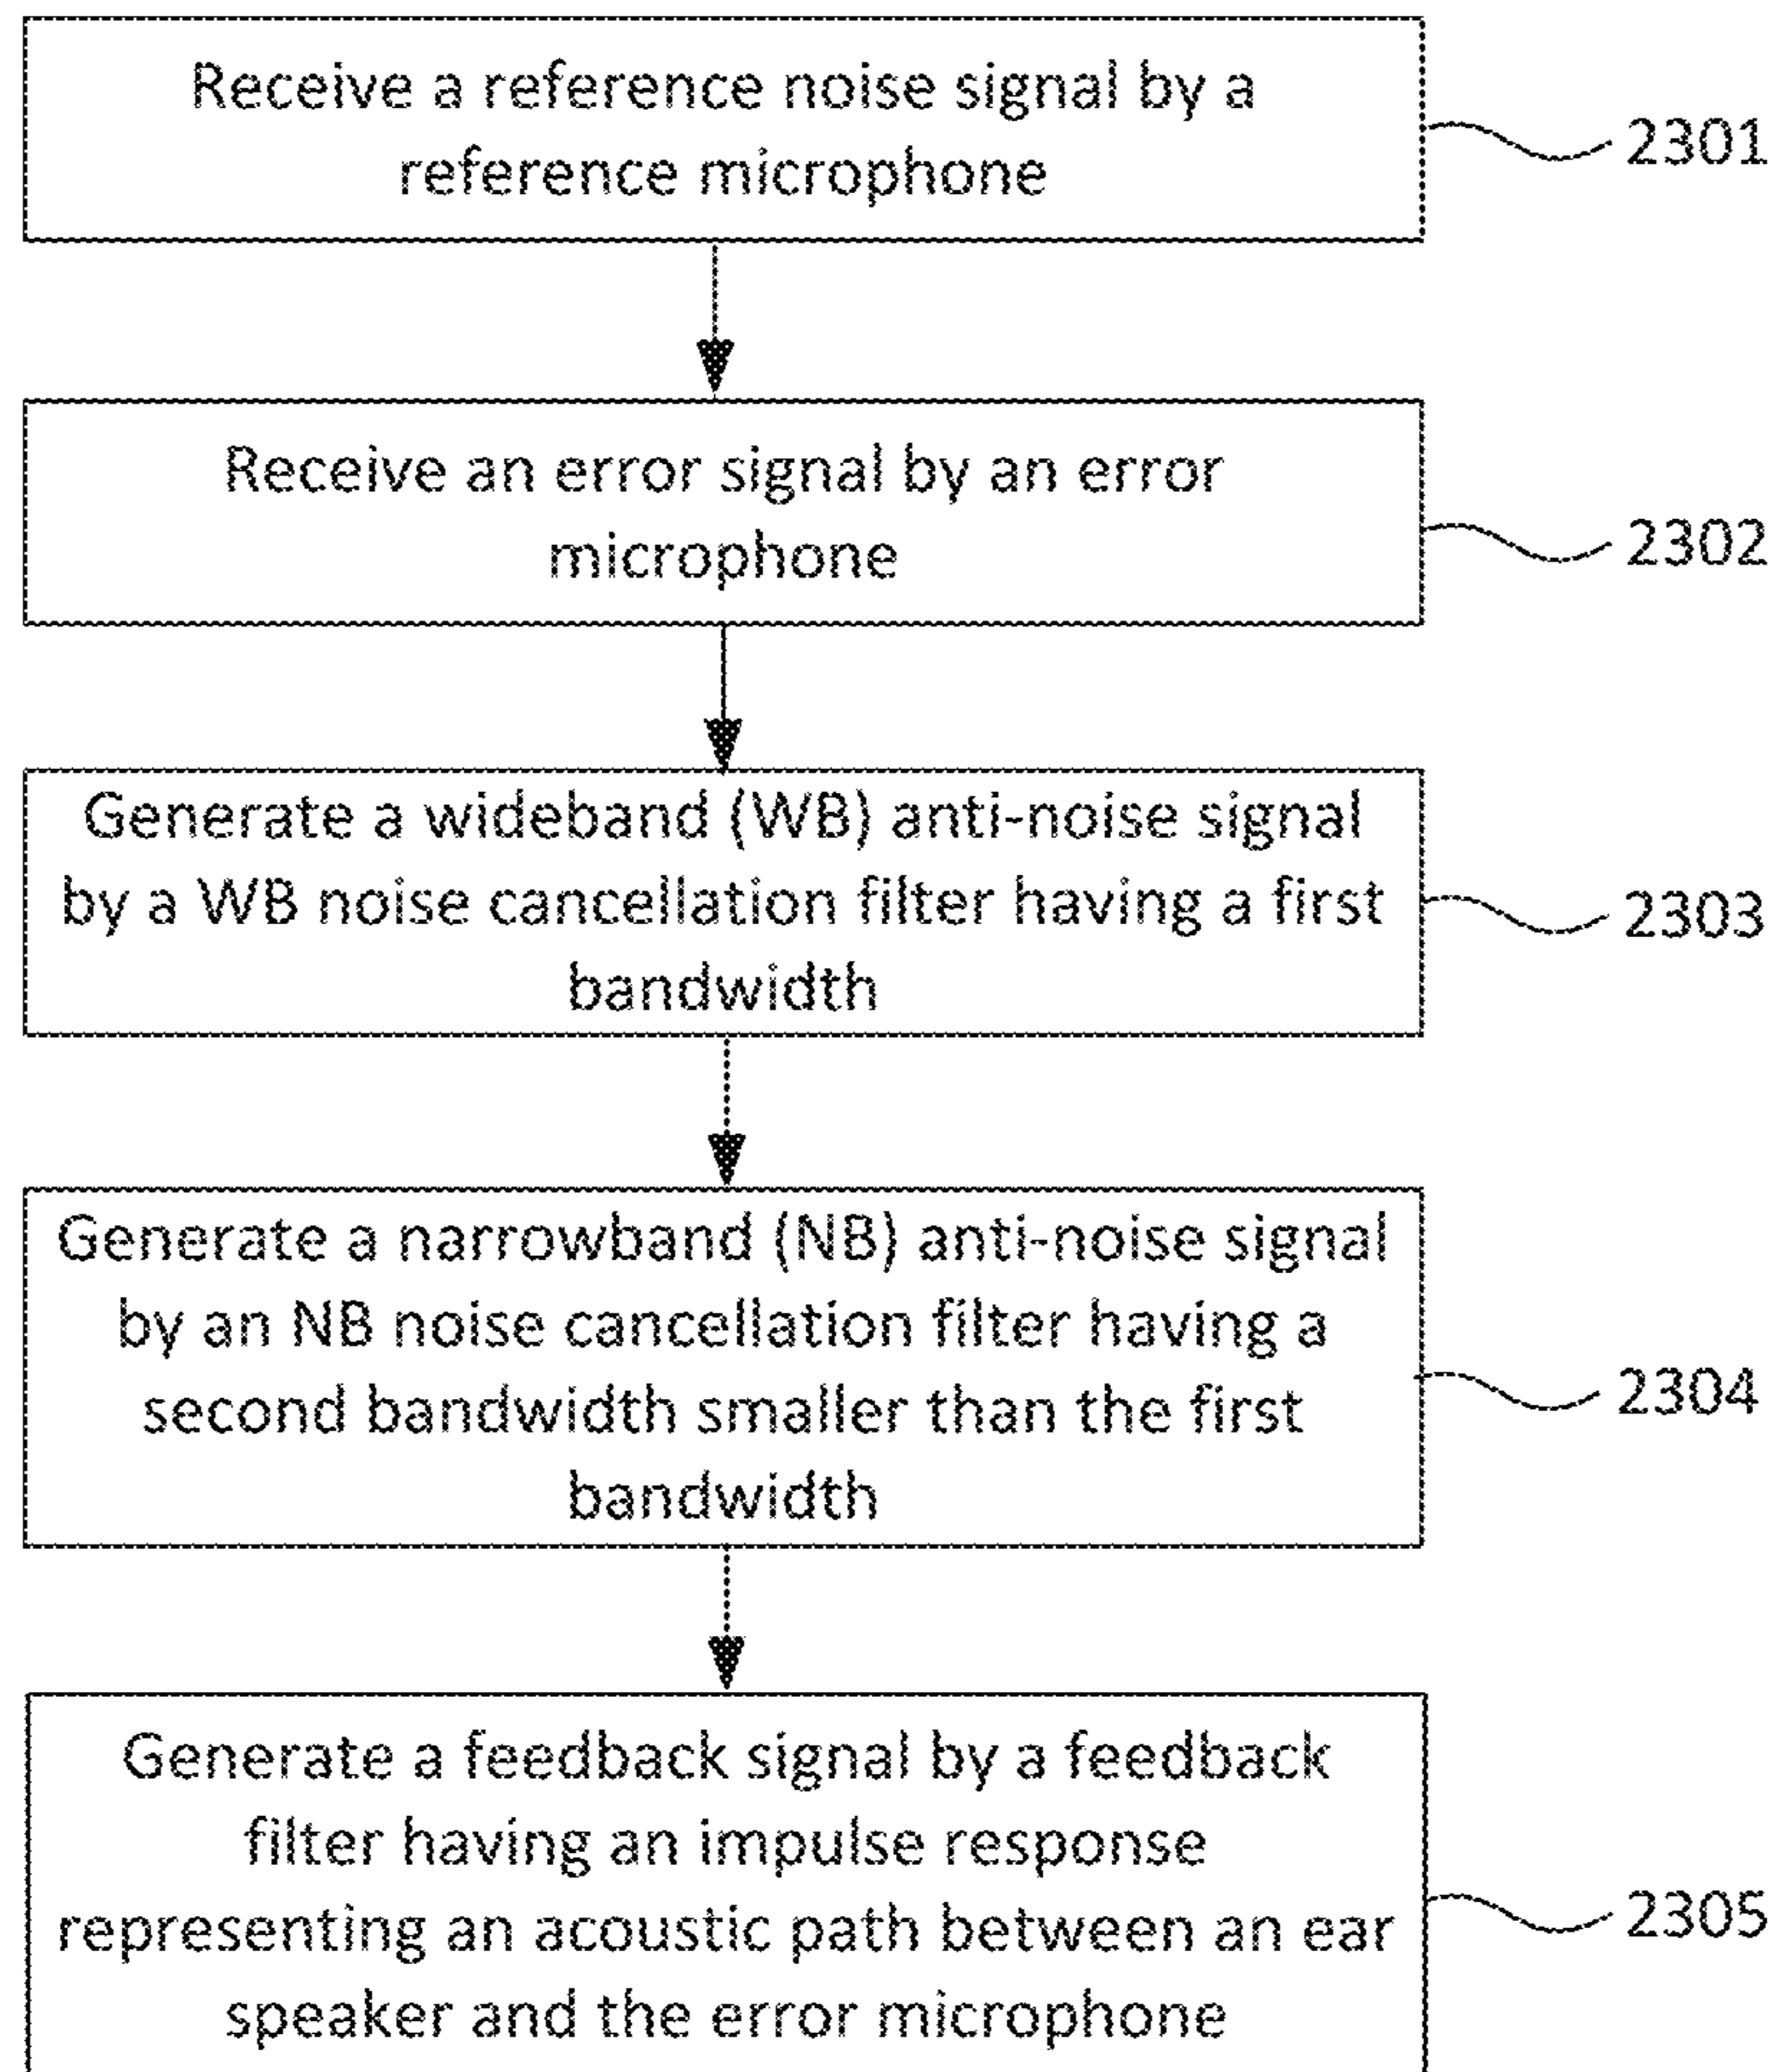 Receive a reference noise signal by a
reference microphone
2301
Receive an error signal by an error
microphone
2302
Generate a wideband (WB) anti-noise signal
by a WB noise cancellation filter having a first
bandwidth
2303
Generate a narrowband (NB) anti-noise signal
by an NB noise cancellation filter having a
second bandwidth smaller than the first
bandwidth
2304
Generate a feedback signal by a feedback
filter having an impulse response
representing an acoustic path between an ear
speaker and the error microphone
2305